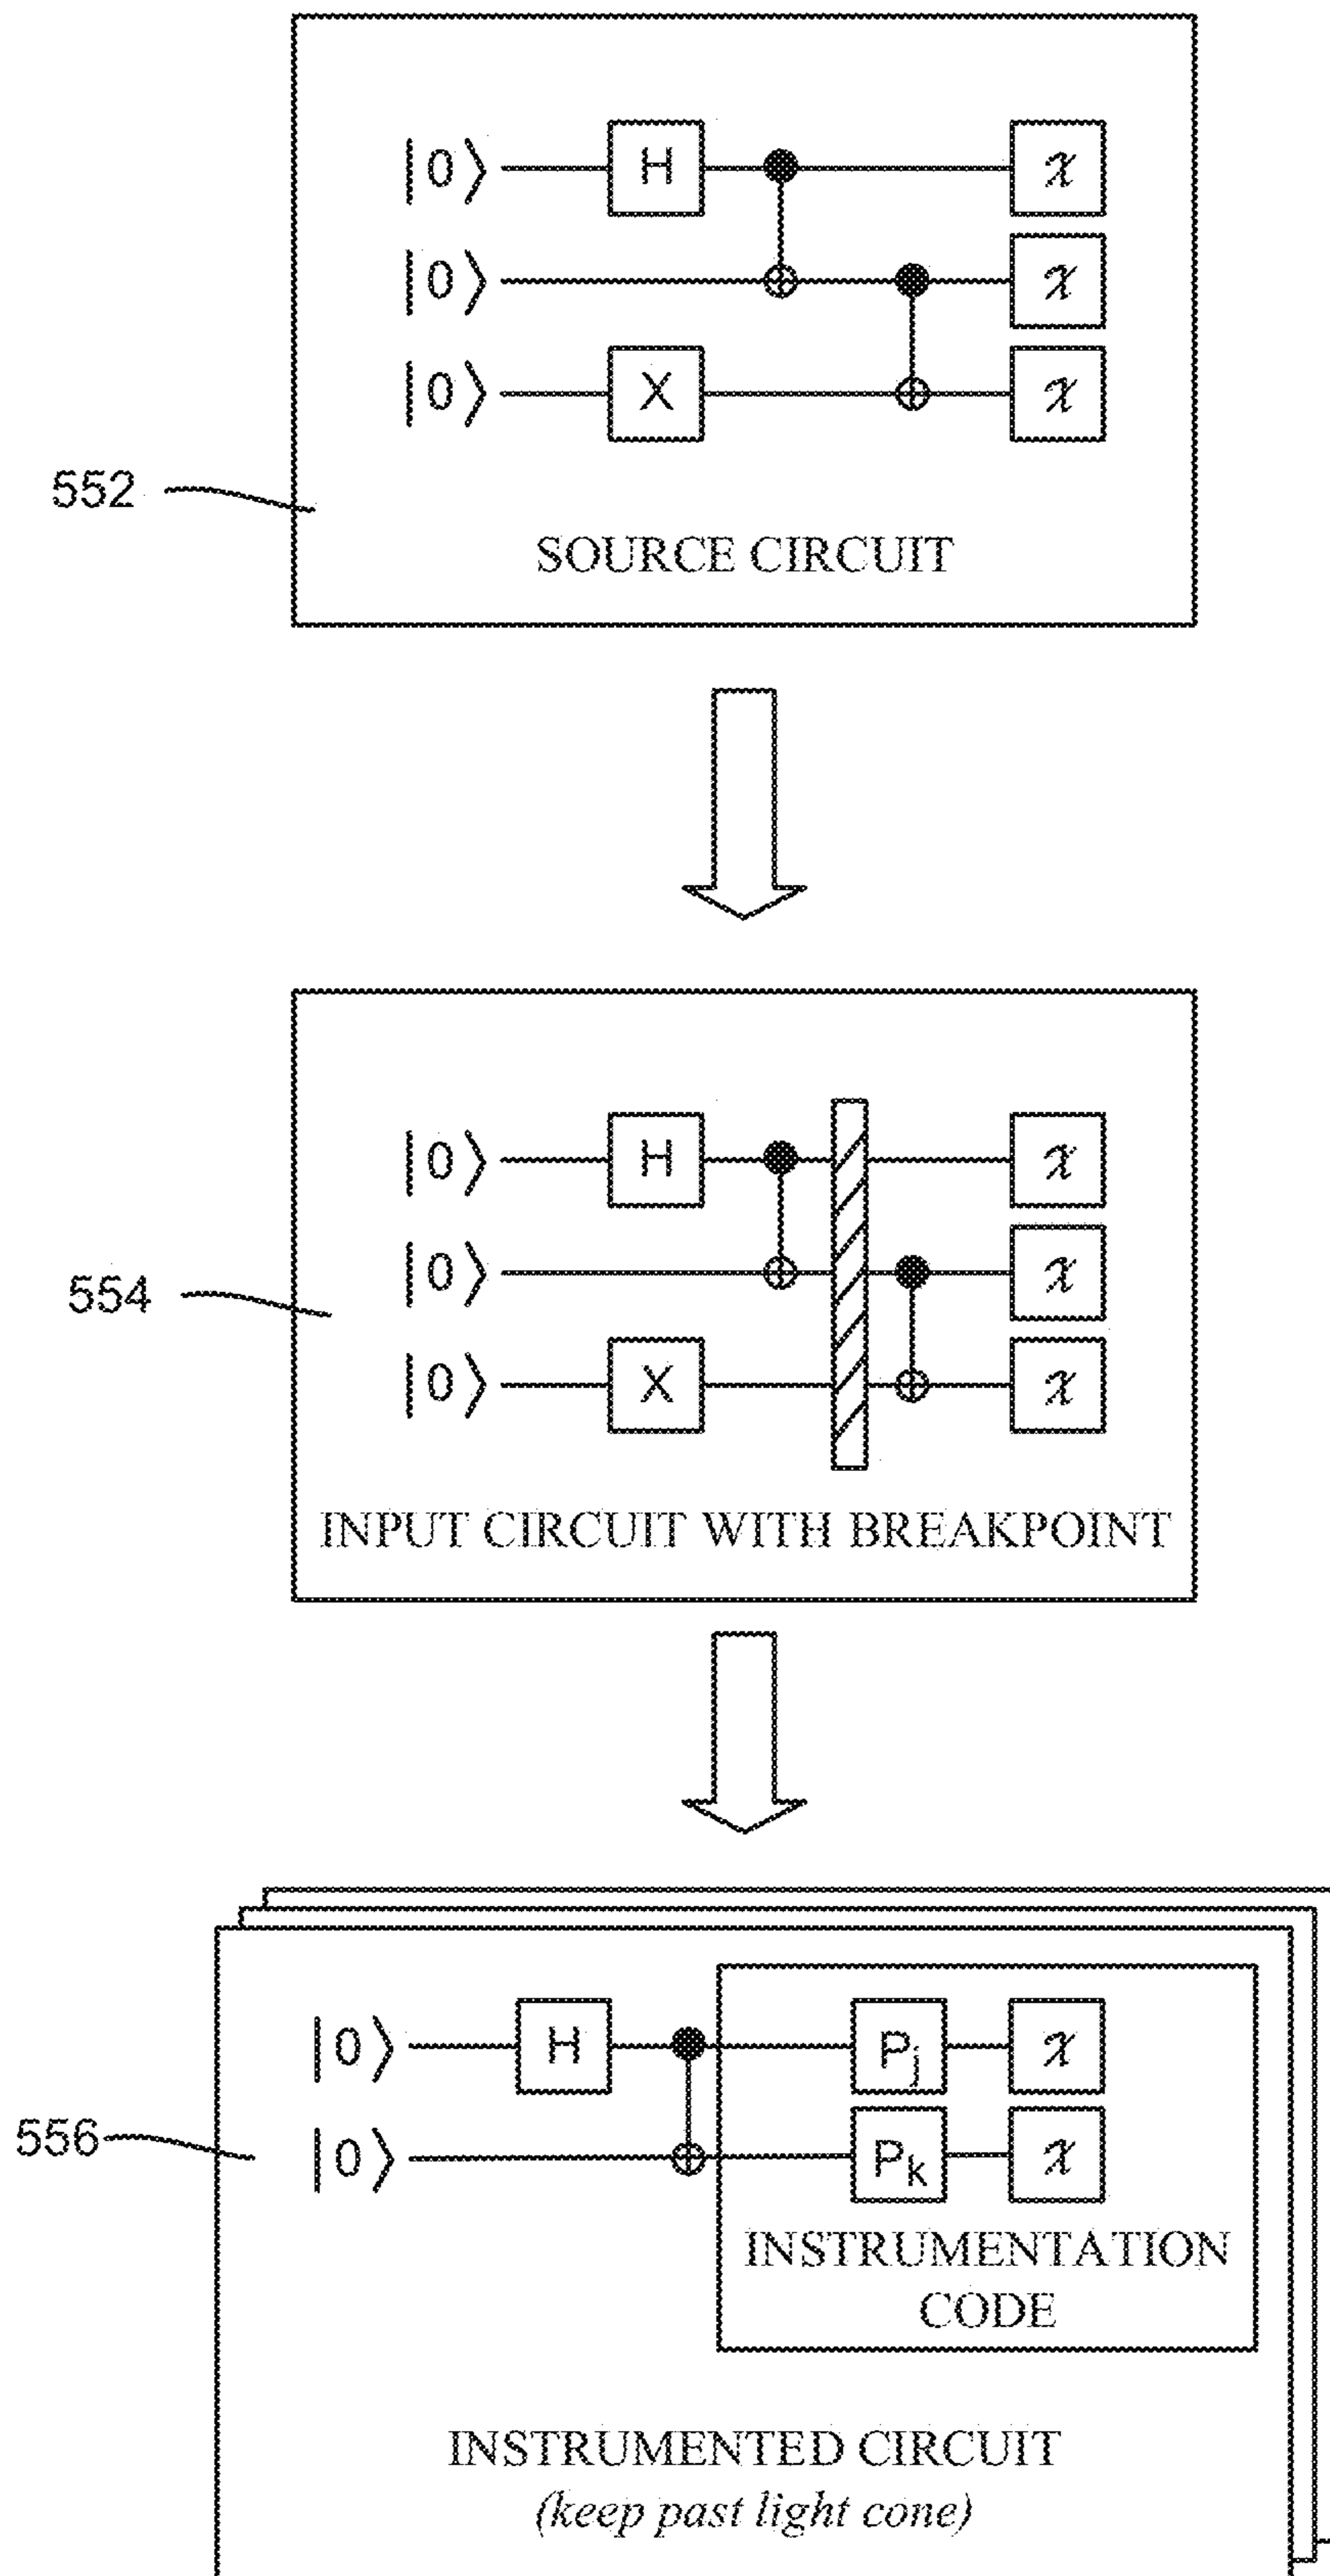 |0⟩ H 𝓍
|0⟩ 𝓍
|0⟩ X 𝓍
552
SOURCE CIRCUIT
|0⟩ H 𝓍
554
|0⟩ 𝓍
|0⟩ X 𝓍
INPUT CIRCUIT WITH BREAKPOINT
|0⟩ H Pj 𝓍
556
|0⟩ Pk 𝓍
INSTRUMENTATION
CODE
INSTRUMENTED CIRCUIT
(keep past light cone)